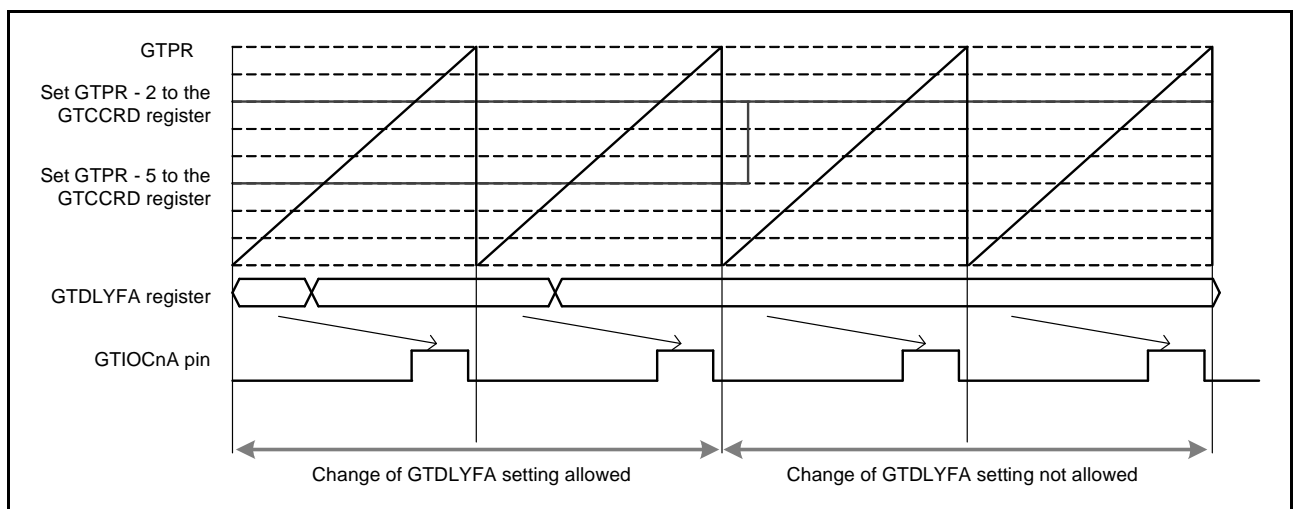 GTPR
Set GTPR - 2 to the
GTCCRD register
Set GTPR - 5 to the
GTCCRD register
GTDLYFA register
GTIOCnA pin
Change of GTDLYFA setting allowed
Change of GTDLYFA setting not allowed